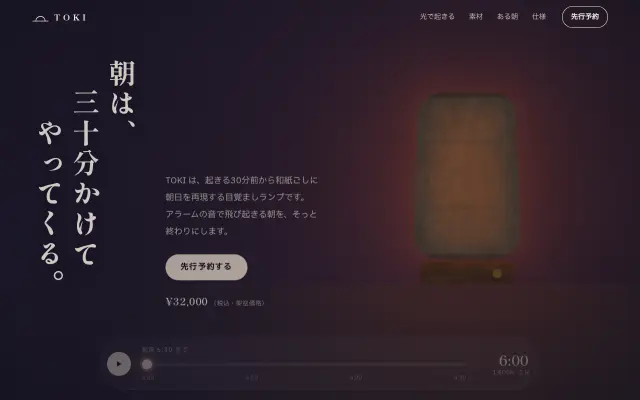 TOKI
光で起きる 素材 ある朝 仕様 先行予約
朝は、
三十分かけて
やってくる。
TOKI は、起きる30分前から和紙ごしに
朝日を再現する目覚ましランプです。
アラームの音で飛び起きる朝を、そっと
終わりにします。
先行予約する
¥32,000
6:00